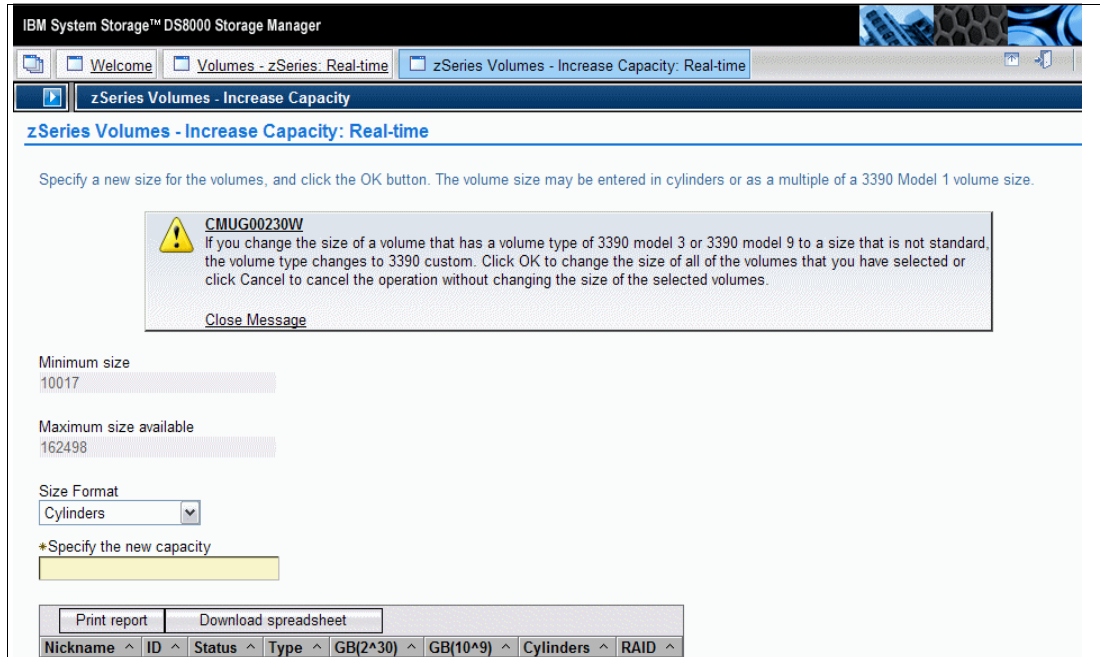 IBM System Storage™ DS8000 Storage Manager
Welcome
Volumes - zSeries: Real-time
zSeries Volumes - Increase Capacity: Real-time
zSeries Volumes - Increase Capacity
zSeries Volumes - Increase Capacity: Real-time
Specify a new size for the volumes, and click the OK button. The volume size may be entered in cylinders or as a multiple of a 3390 Model 1 volume size.
CMUG00230W
If you change the size of a volume that has a volume type of 3390 model 3 or 3390 model 9 to a size that is not standard,
the volume type changes to 3390 custom. Click OK to change the size of all of the volumes that you have selected or
click Cancel to cancel the operation without changing the size of the selected volumes.
Close Message
Minimum size
10017
Maximum size available
162498
Size Format
Cylinders
*Specify the new capacity
Print report Download spreadsheet
Nickname ^ ID ^ Status ^ Type ^ GB(2^30) ^ GB(10^9) ^ Cylinders ^ RAID ^